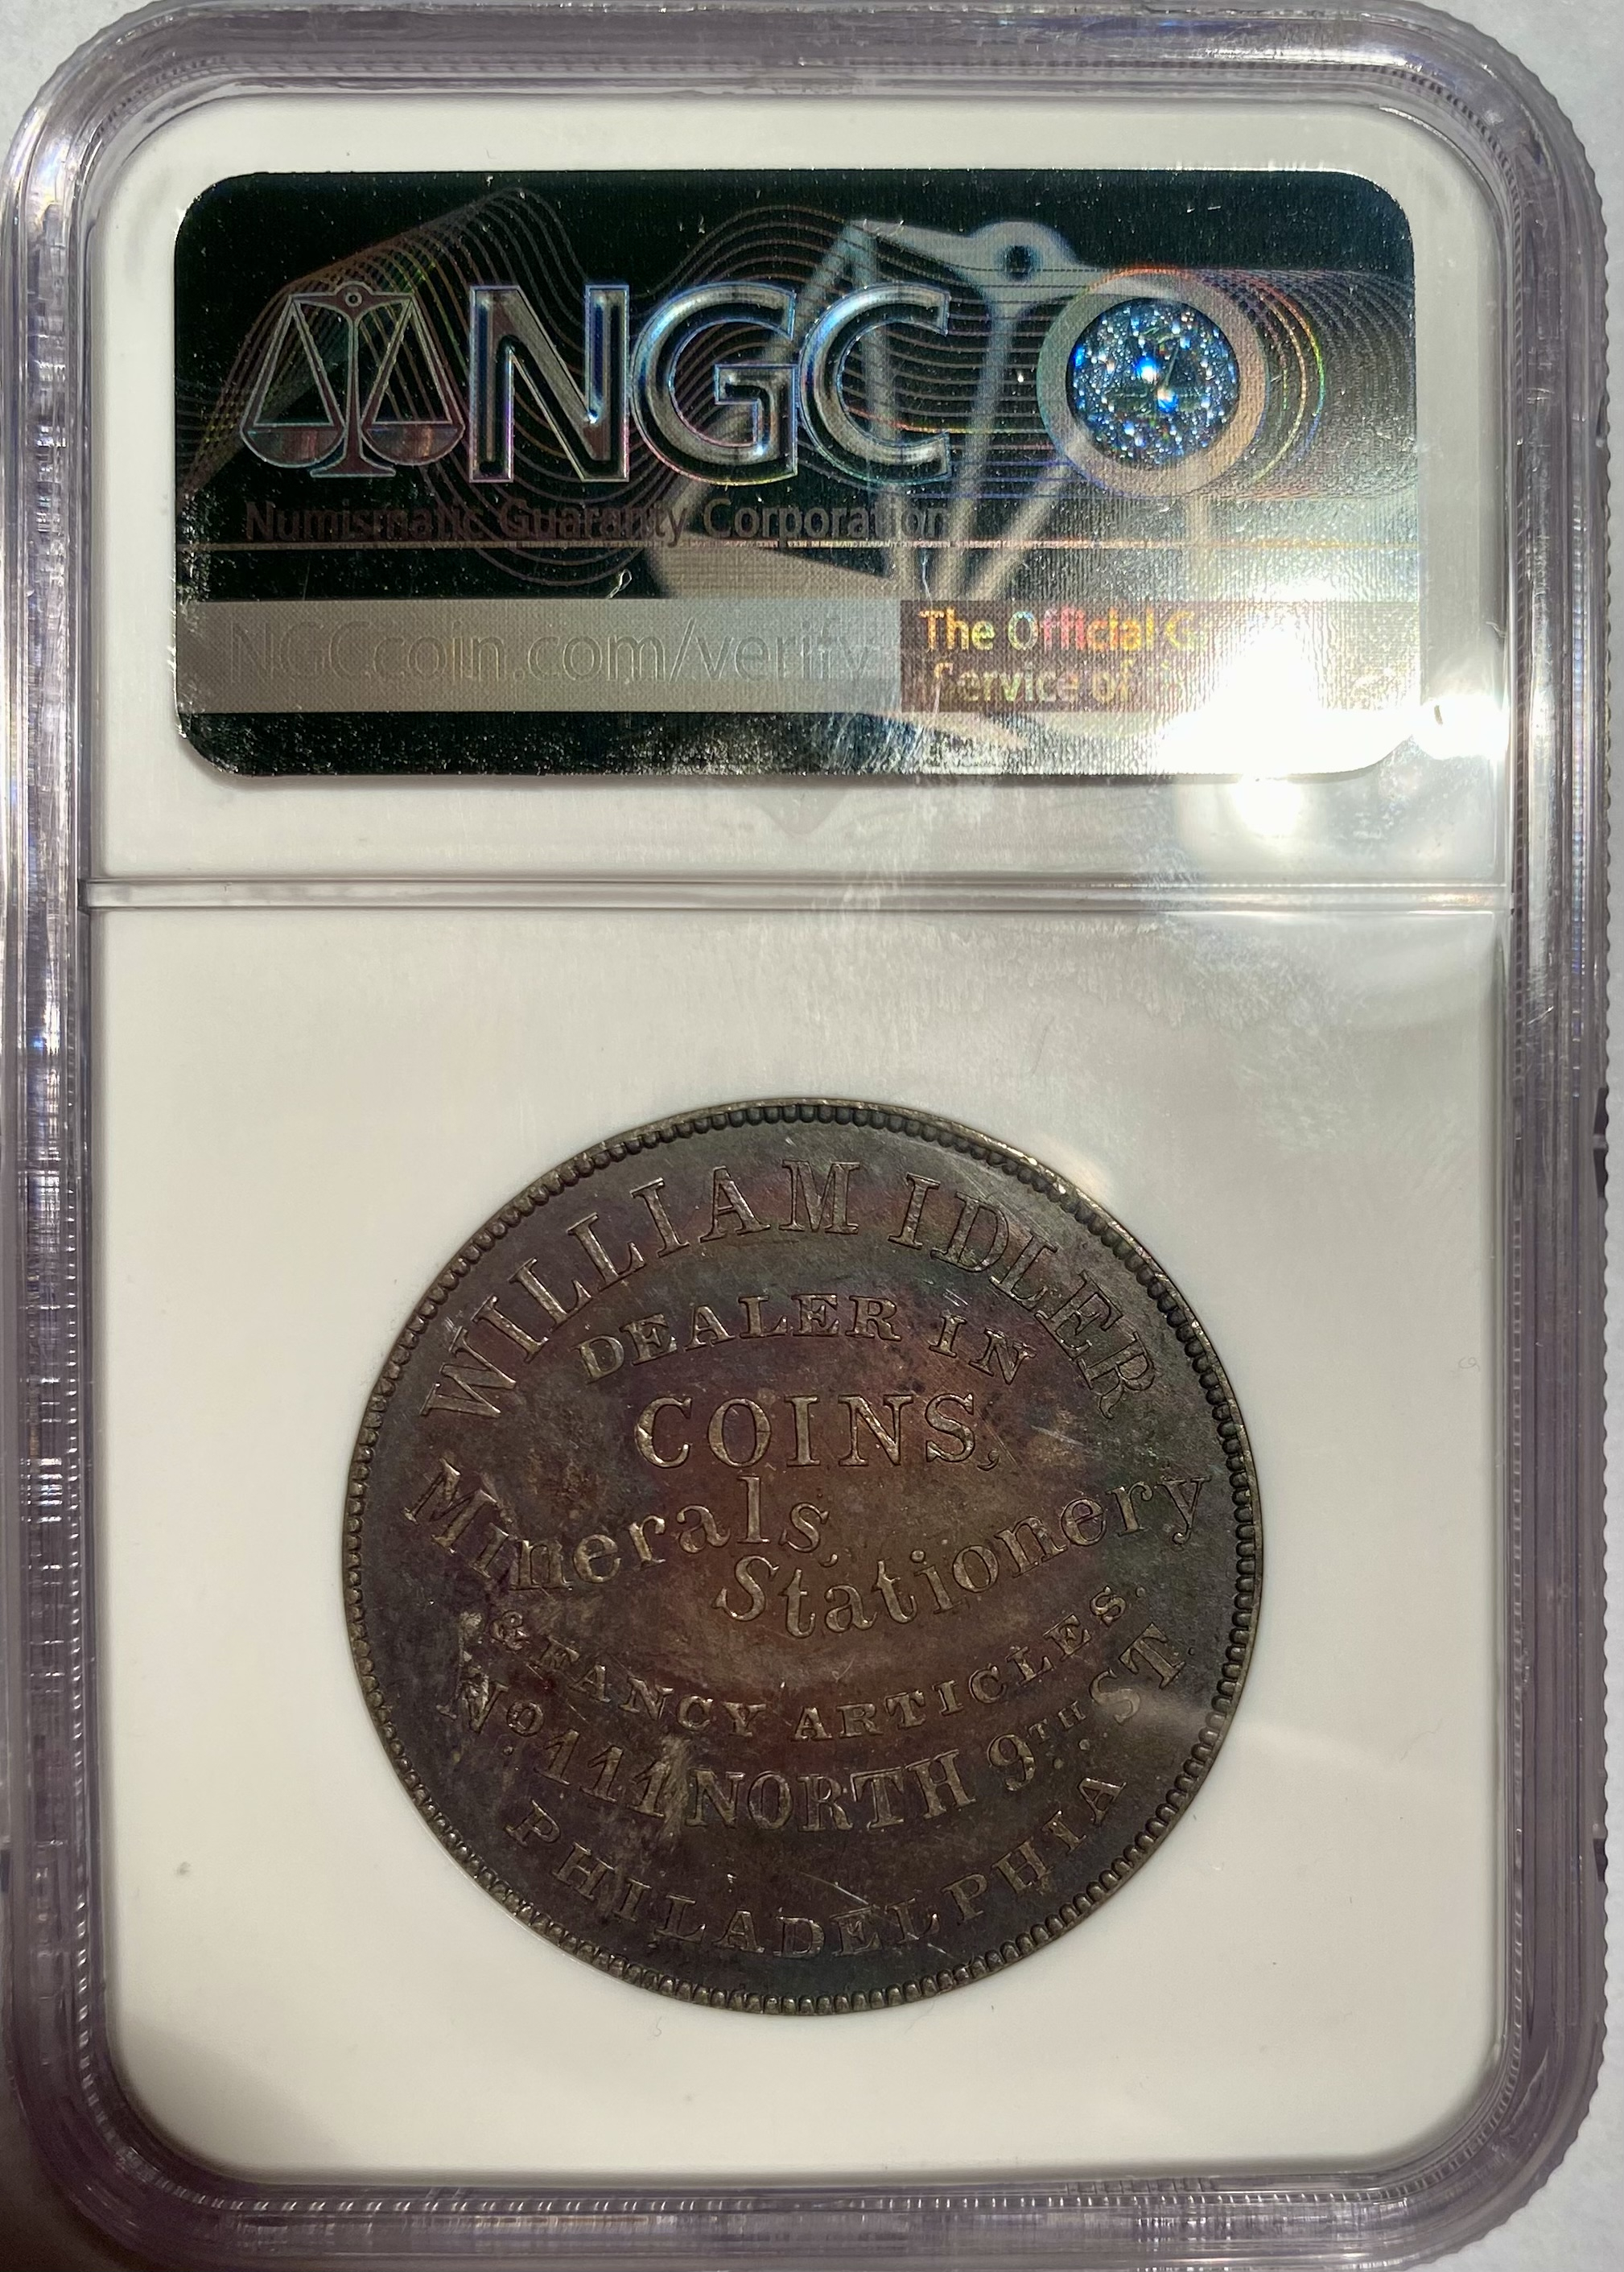 NGC
Numismatic Guaranty Corporation
NGCcoin.com/verify
The Official
Service of
WILLIAM IDLER
DEALER IN
COINS,
Minerals,
Stationery
& FANCY ARTICLES.
No 111 NORTH 9TH ST.
PHILADELPHIA